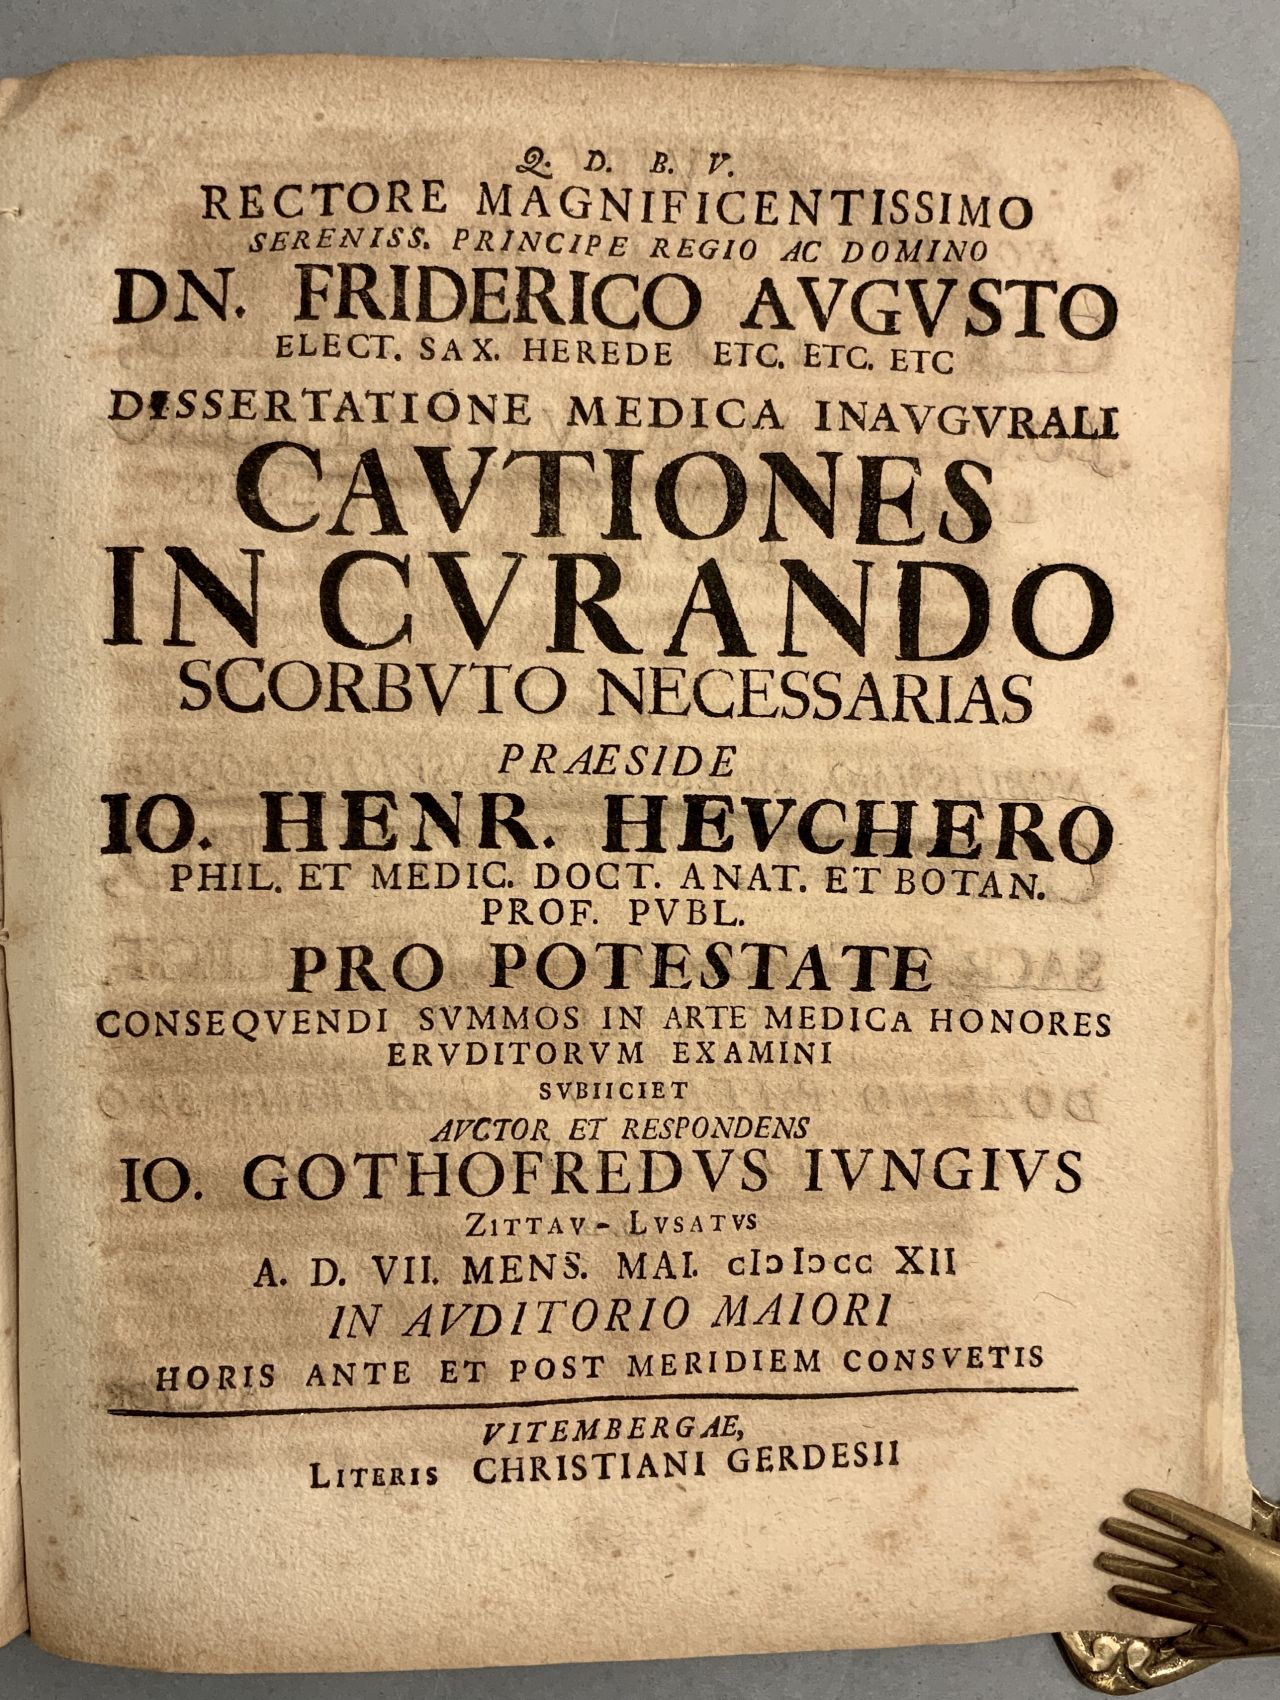 Q. D. B. V.
RECTORE MAGNIFICENTISSIMO
SERENISS. PRINCIPE REGIO AC DOMINO
DN. FRIDERICO AVGVSTO
ELECT. SAX. HEREDE ETC. ETC. ETC
DISSERTATIONE MEDICA INAVGVRALI
CAVTIONES
IN CVRANDO
SCORBVTO NECESSARIAS
PRAESIDE
IO. HENR. HEVCHERO
PHIL. ET MEDIC. DOCT. ANAT. ET BOTAN.
PROF. PVBL.
PRO POTESTATE
CONSEQVENDI SVMMOS IN ARTE MEDICA HONORES
ERVDITORVM EXAMINI
SVBIICIET
AVCTOR ET RESPONDENS
IO. GOTHOFREDVS IVNGIVS
ZITTAV-LVSATVS
A. D. VII. MENS. MAI. cIↄ Iↄcc XII
IN AVDITORIO MAIORI
HORIS ANTE ET POST MERIDIEM CONSVETIS
VITEMBERGAE,
LITERIS CHRISTIANI GERDESII